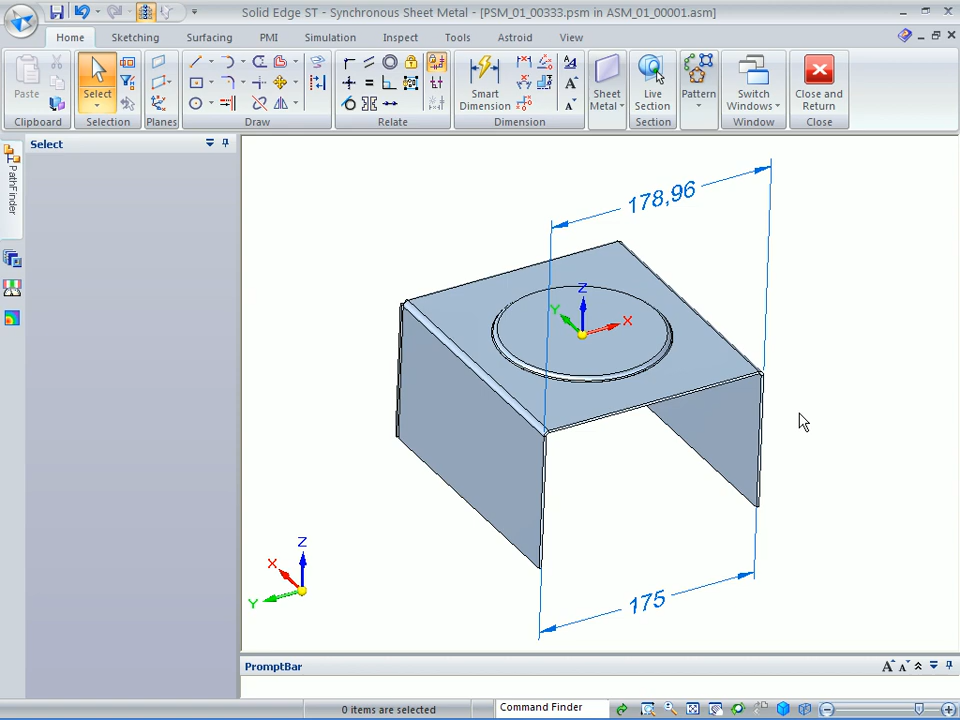 Solid Edge ST - Synchronous Sheet Metal - [PSM_01_00333.psm in ASM_01_00001.asm]
Home Sketching Surfacing PMI Simulation Inspect Tools Astroid View
Paste
Select
Smart
Dimension
Sheet
Metal
Live
Section
Pattern
Switch
Windows
Close and
Return
Clipboard Selection Planes Draw Relate Dimension Section Window Close
PathFinder
Select
178,96
Z
Y
X
175
Z
X
Y
PromptBar
0 items are selected
Command Finder